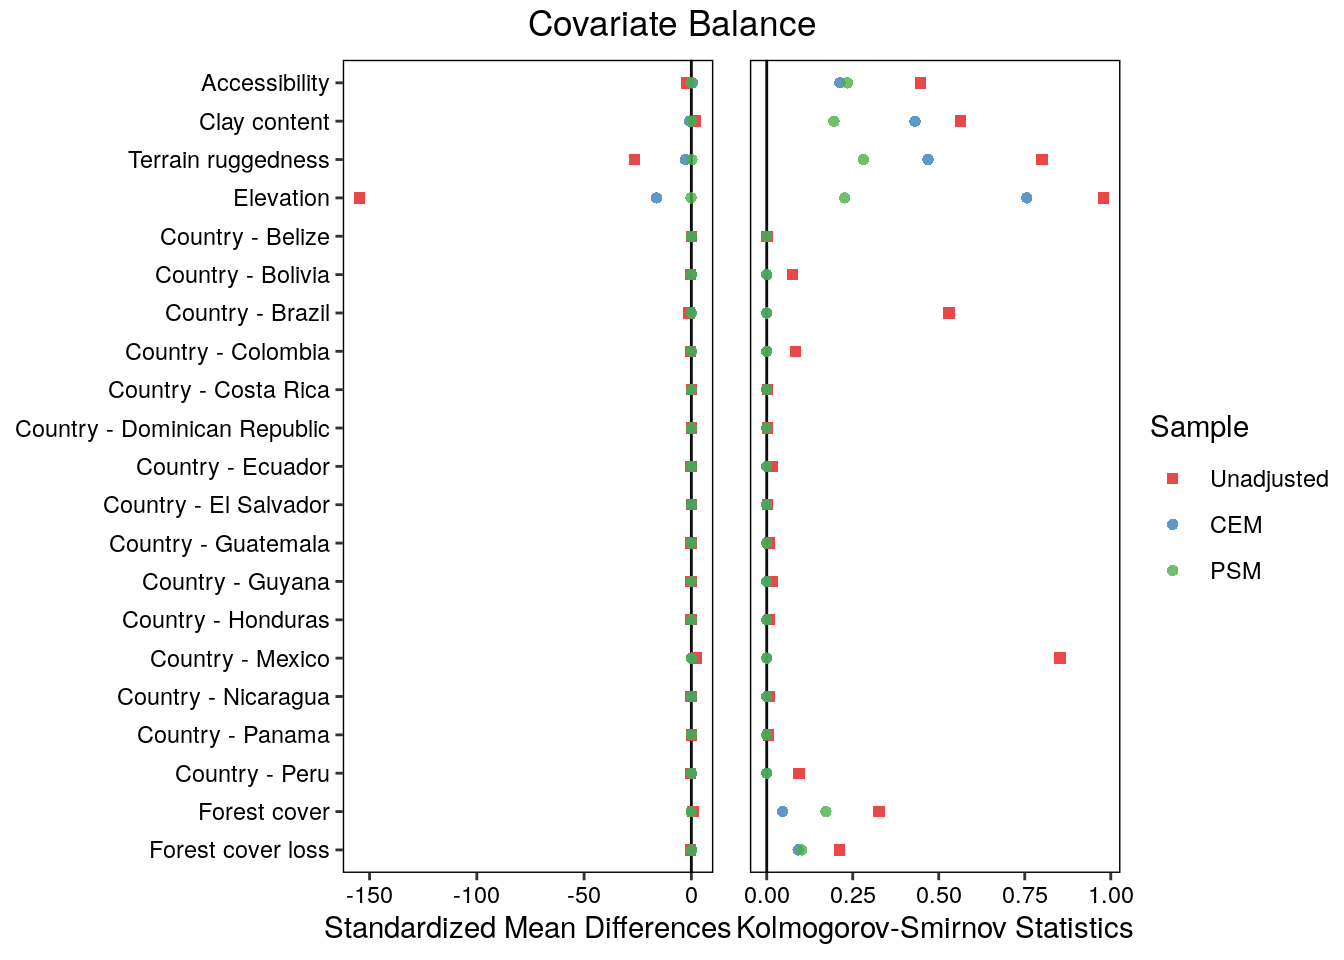 Covariate Balance
Accessibility
Clay content
Terrain ruggedness
Elevation
Country - Belize
Country - Bolivia
Country - Brazil
Country - Colombia
Country - Costa Rica
Country - Dominican Republic
Country - Ecuador
Country - El Salvador
Country - Guatemala
Country - Guyana
Country - Honduras
Country - Mexico
Country - Nicaragua
Country - Panama
Country - Peru
Forest cover
Forest cover loss
-150 -100 -50 0
Standardized Mean Differences
0.00 0.25 0.50 0.75 1.00
Kolmogorov-Smirnov Statistics
Sample
Unadjusted
CEM
PSM